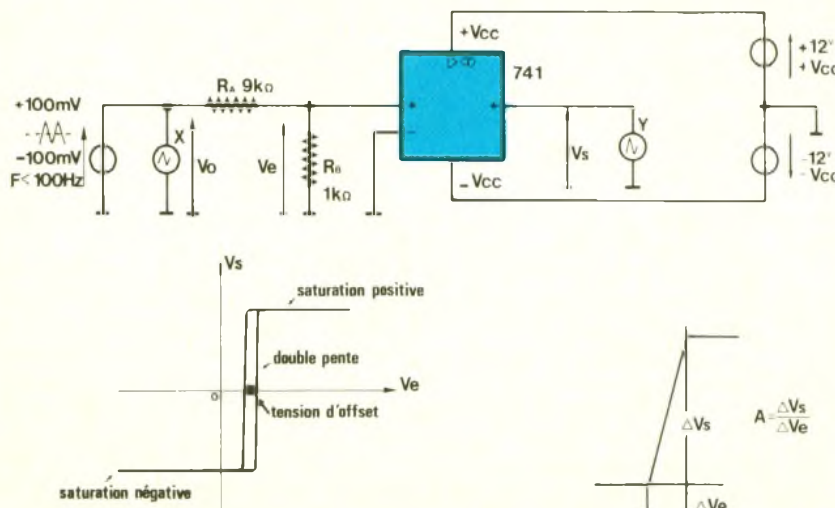 +Vcc
▷∞
741
+12v
+Vcc
RA 9kΩ
+100mV
-100mV
F<100Hz
X
Vo
Ve
RB
1kΩ
+
-
+
Vs
Y
-Vcc
-12v
-Vcc
Vs
saturation positive
double pente
o
Ve
tension d'offset
saturation négative
ΔVs
A=ΔVs/ΔVe
ΔVe